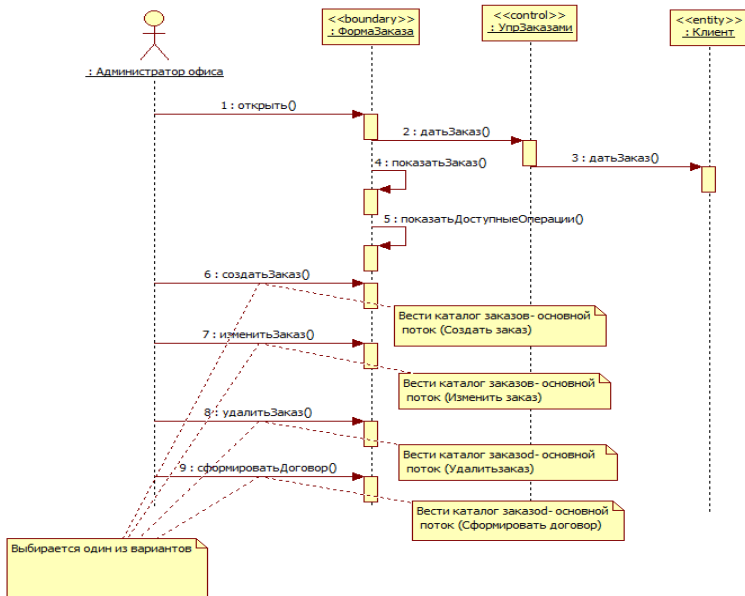 <<boundary>>
: ФормаЗаказа
<<control>>
: УпрЗаказами
<<entity>>
: Клиент
: Администратор офиса
1 : открыть()
2 : датьЗаказ()
3 : датьЗаказ()
4 : показатьЗаказ()
5 : показатьДоступныеОперации()
6 : создатьЗаказ()
Вести каталог заказов- основной
поток (Создать заказ)
7 : изменитьЗаказ()
Вести каталог заказов- основной
поток (Изменить заказ)
8 : удалитьЗаказ()
Вести каталог заказоd- основной
поток (Удалитьзаказ)
9 : сформироватьДоговор()
Вести каталог заказоd- основной
поток (Сформировать договор)
Выбирается один из вариантов